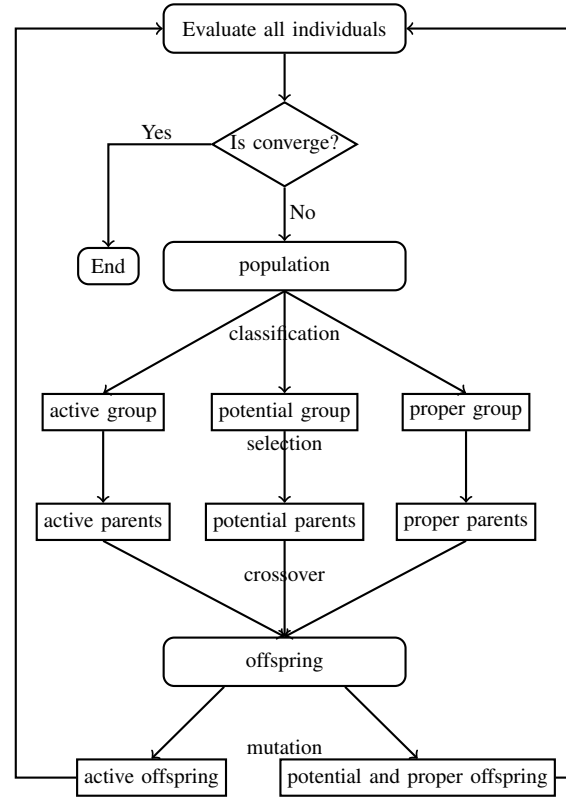 Evaluate all individuals
Is converge?
Yes
No
End
population
classification
active group
potential group
proper group
selection
active parents
potential parents
proper parents
crossover
offspring
mutation
active offspring
potential and proper offspring